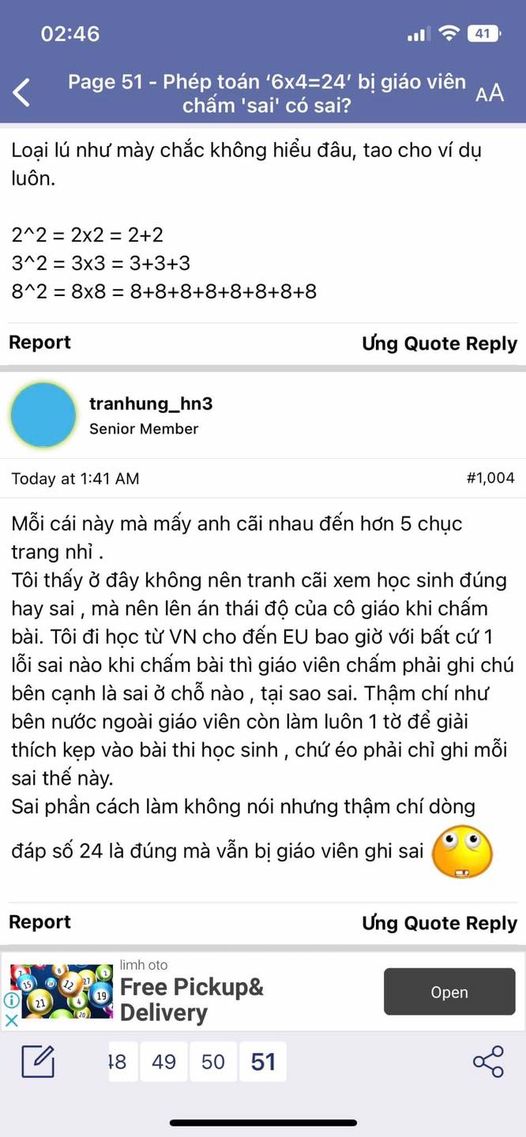 02:46
41
Page 51 - Phép toán ‘6x4=24’ bị giáo viên
chấm 'sai' có sai?
AA
Loại lú như mày chắc không hiểu đâu, tao cho ví dụ
luôn.
2^2 = 2x2 = 2+2
3^2 = 3x3 = 3+3+3
8^2 = 8x8 = 8+8+8+8+8+8+8+8
Report
Ưng Quote Reply
tranhung_hn3
Senior Member
Today at 1:41 AM
#1,004
Mỗi cái này mà mấy anh cãi nhau đến hơn 5 chục
trang nhỉ .
Tôi thấy ở đây không nên tranh cãi xem học sinh đúng
hay sai , mà nên lên án thái độ của cô giáo khi chấm
bài. Tôi đi học từ VN cho đến EU bao giờ với bất cứ 1
lỗi sai nào khi chấm bài thì giáo viên chấm phải ghi chú
bên cạnh là sai ở chỗ nào , tại sao sai. Thậm chí như
bên nước ngoài giáo viên còn làm luôn 1 tờ để giải
thích kẹp vào bài thi học sinh , chứ éo phải chỉ ghi mỗi
sai thế này.
Sai phần cách làm không nói nhưng thậm chí dòng
đáp số 24 là đúng mà vẫn bị giáo viên ghi sai
Report
Ưng Quote Reply
limh oto
Free Pickup&
Delivery
Open
48 49 50 51